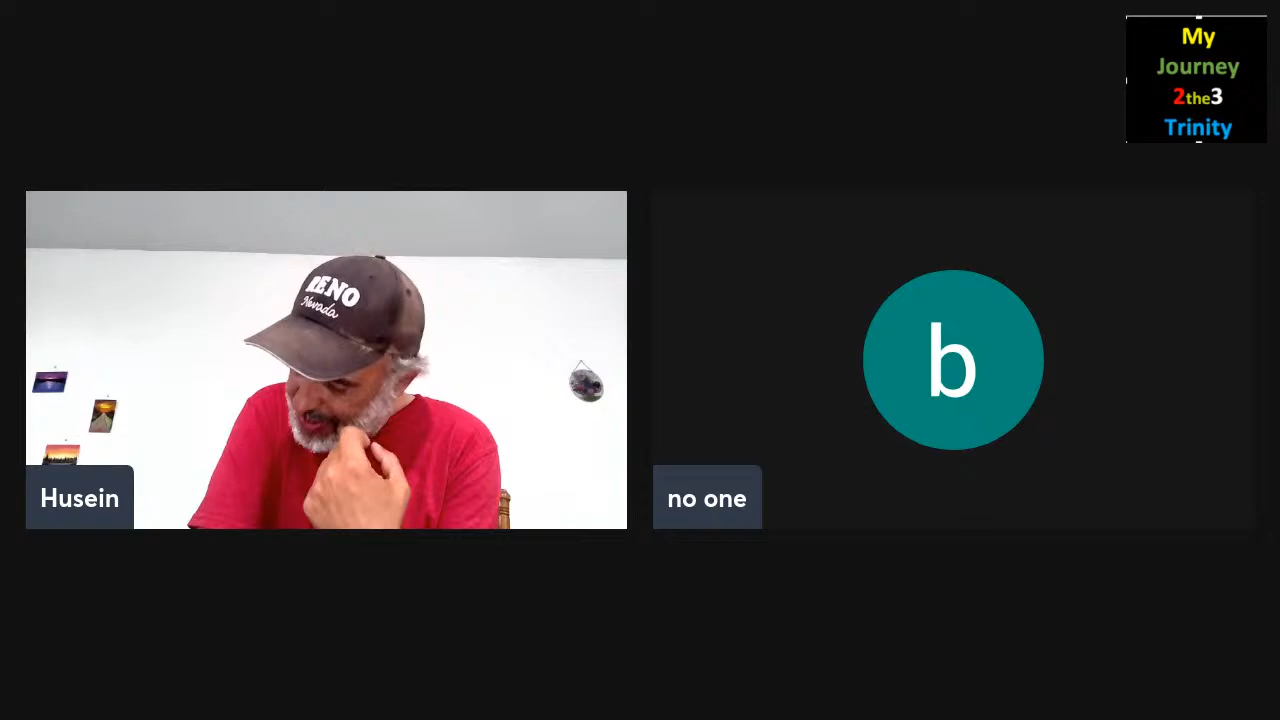 My
Journey
2the3
Trinity
RENO
Nevada
b
Husein
no one